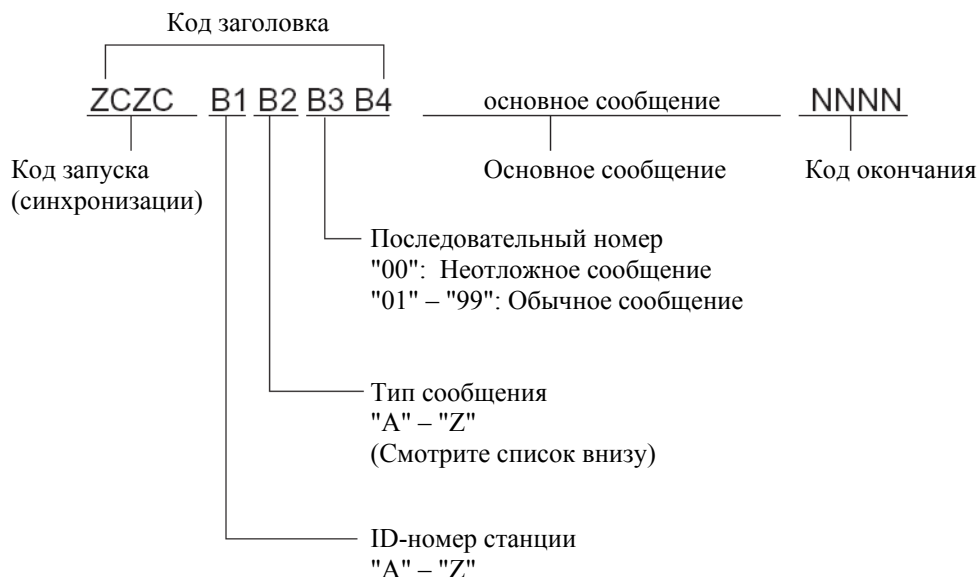 Код заголовка
ZCZC B1 B2 B3 B4 основное сообщение NNNN
Код запуска
(синхронизации)
Основное сообщение
Код окончания
Последовательный номер
"00": Неотложное сообщение
"01" – "99": Обычное сообщение
Тип сообщения
"A" – "Z"
(Смотрите список внизу)
ID-номер станции
"A" – "Z"